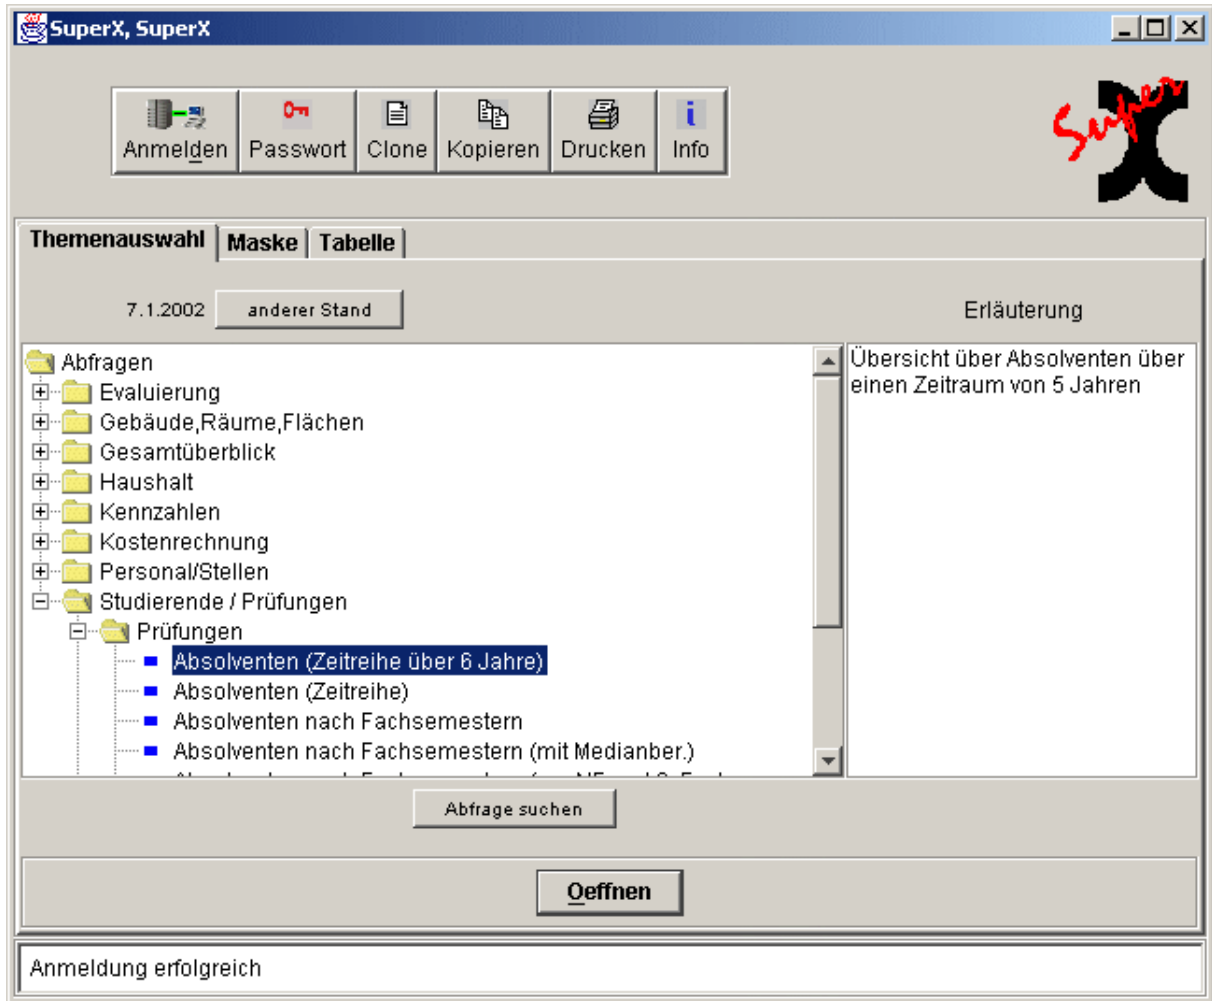 SuperX, SuperX
Super X
Anmelden Passwort Clone Kopieren Drucken Info
Themenauswahl Maske Tabelle
7.1.2002 anderer Stand Erläuterung
Abfragen
Übersicht über Absolventen über
einen Zeitraum von 5 Jahren
Evaluierung
Gebäude,Räume,Flächen
Gesamtüberblick
Haushalt
Kennzahlen
Kostenrechnung
Personal/Stellen
Studierende / Prüfungen
Prüfungen
Absolventen (Zeitreihe über 6 Jahre)
Absolventen (Zeitreihe)
Absolventen nach Fachsemestern
Absolventen nach Fachsemestern (mit Medianber.)
Abfrage suchen
Oeffnen
Anmeldung erfolgreich